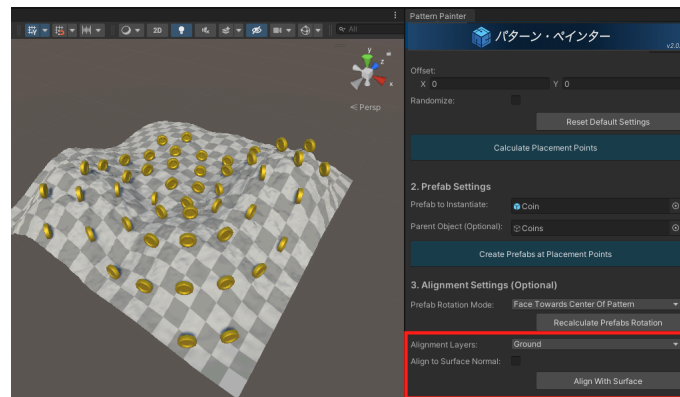 Pattern Painter
2D
All
パターン・ペインター
v2.0
y
z
x
Persp
Offset:
X 0 Y 0
Randomize:
Reset Default Settings
Calculate Placement Points
2. Prefab Settings
Prefab to Instantiate: Coin
Parent Object (Optional): Coins
Create Prefabs at Placement Points
3. Alignment Settings (Optional)
Prefab Rotation Mode: Face Towards Center Of Pattern
Recalculate Prefabs Rotation
Alignment Layers: Ground
Align to Surface Normal:
Align With Surface